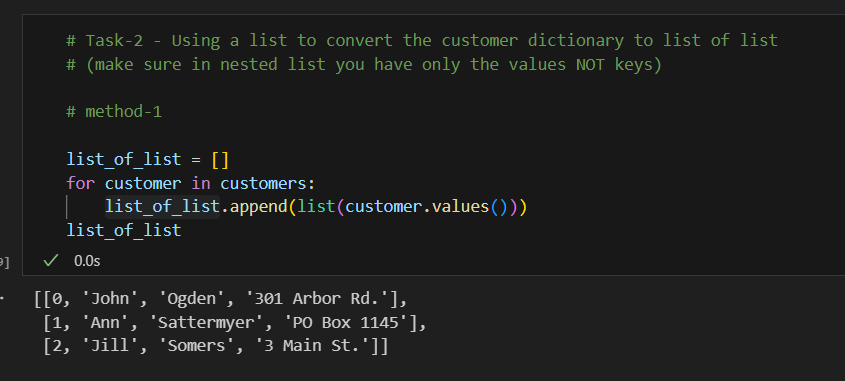 # Task-2 - Using a list to convert the customer dictionary to list of list
# (make sure in nested list you have only the values NOT keys)
# method-1
list_of_list = []
for customer in customers:
    list_of_list.append(list(customer.values()))
list_of_list
9] ✓ 0.0s
[[0, 'John', 'Ogden', '301 Arbor Rd.'],
 [1, 'Ann', 'Sattermyer', 'PO Box 1145'],
 [2, 'Jill', 'Somers', '3 Main St.']]